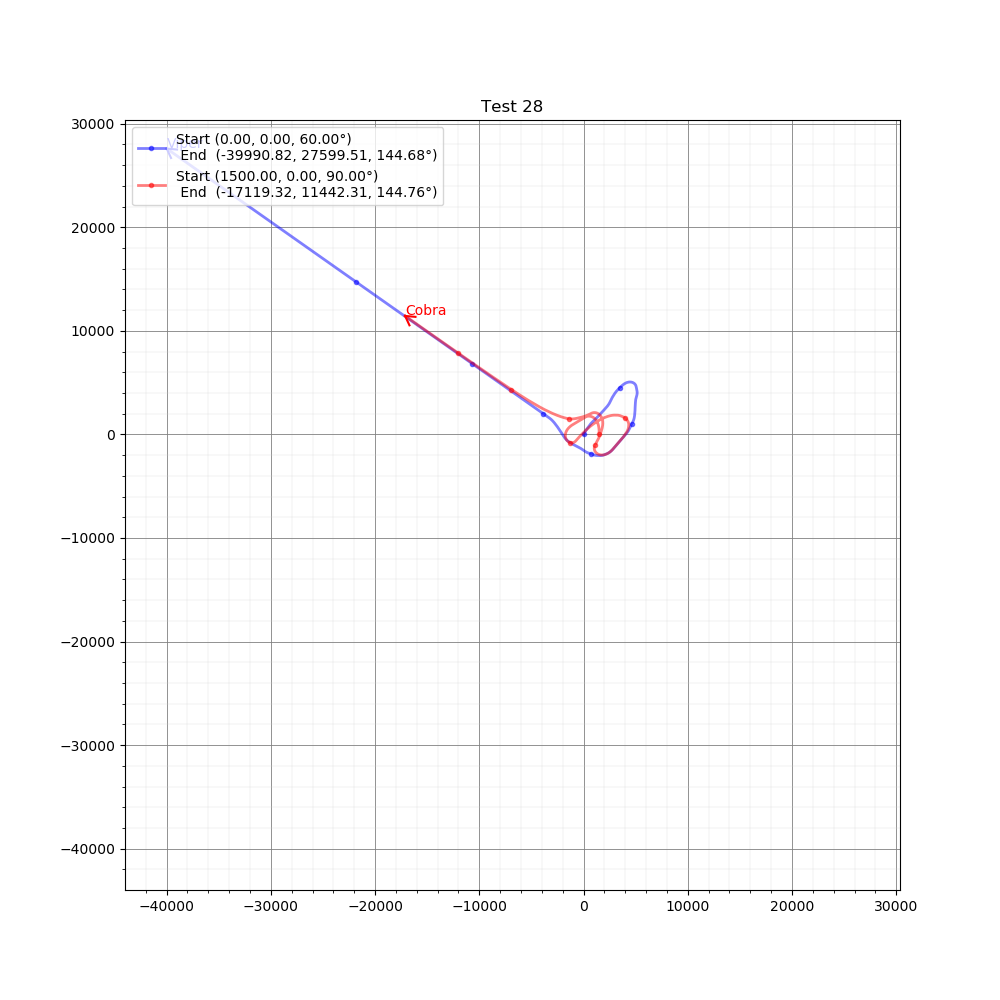 Test 28
Start (0.00, 0.00, 60.00°)
End (-39990.82, 27599.51, 144.68°)
Start (1500.00, 0.00, 90.00°)
End (-17119.32, 11442.31, 144.76°)
Cobra
30000
20000
10000
0
−10000
−20000
−30000
−40000
−40000 −30000 −20000 −10000 0 10000 20000 30000